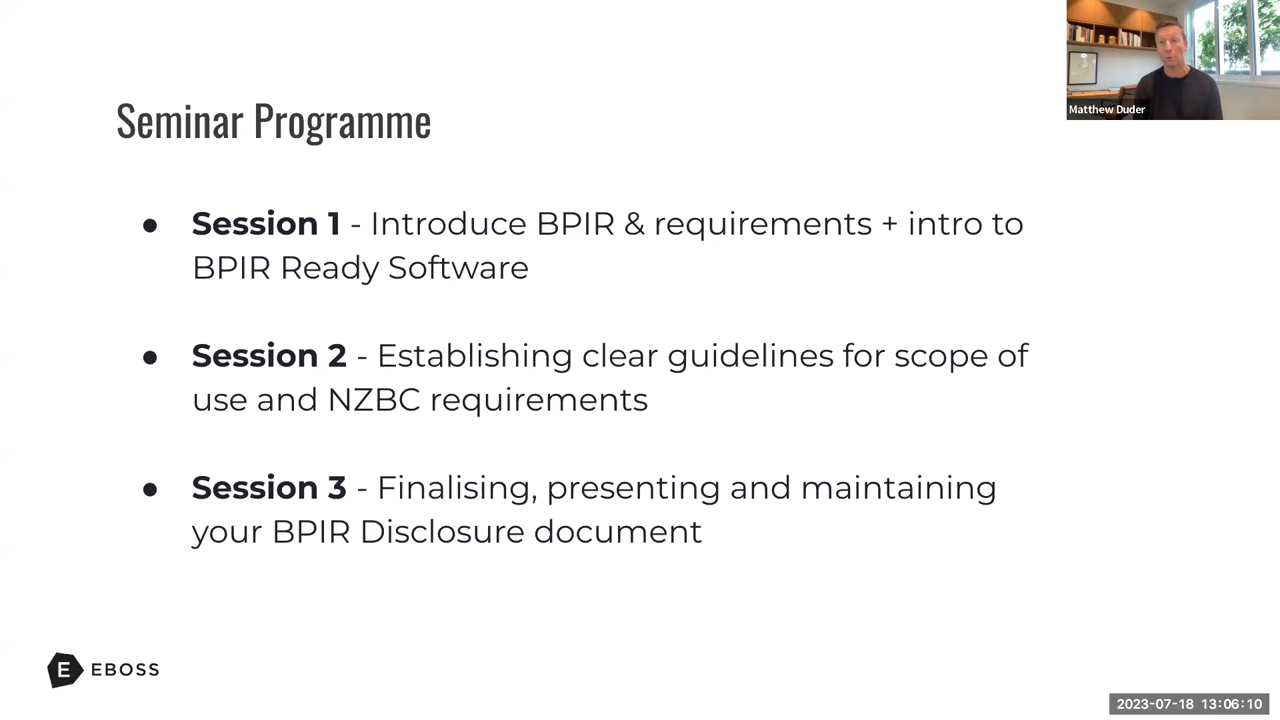 Matthew Duder
Seminar Programme
● Session 1 - Introduce BPIR & requirements + intro to
BPIR Ready Software
● Session 2 - Establishing clear guidelines for scope of
use and NZBC requirements
● Session 3 - Finalising, presenting and maintaining
your BPIR Disclosure document
E EBOSS
2023-07-18 13:06:10